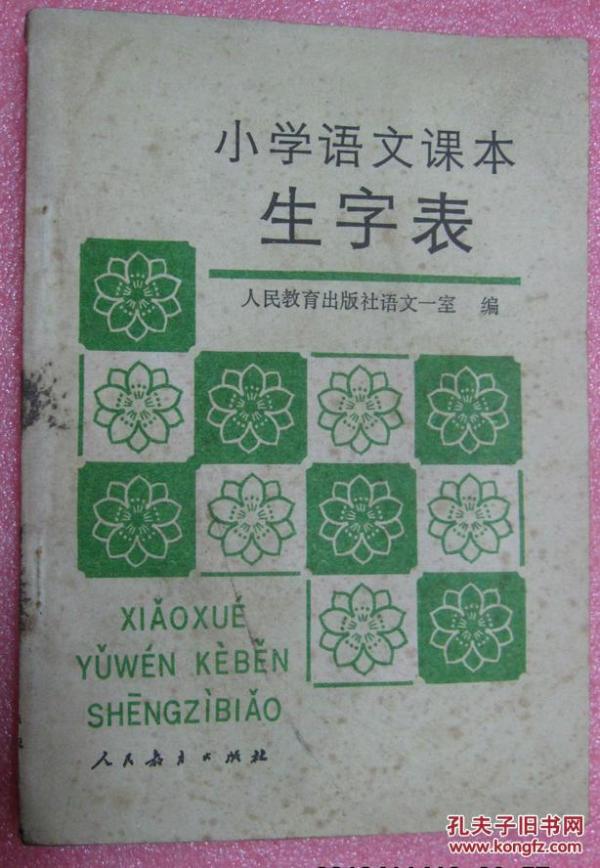 小学语文课本
生字表
人民教育出版社语文一室 编
XIǍOXUÉ
YǓWÉN KÈBĚN
SHĒNGZÌBIǍO
人民教育出版社
孔夫子旧书网
www.kongfz.com